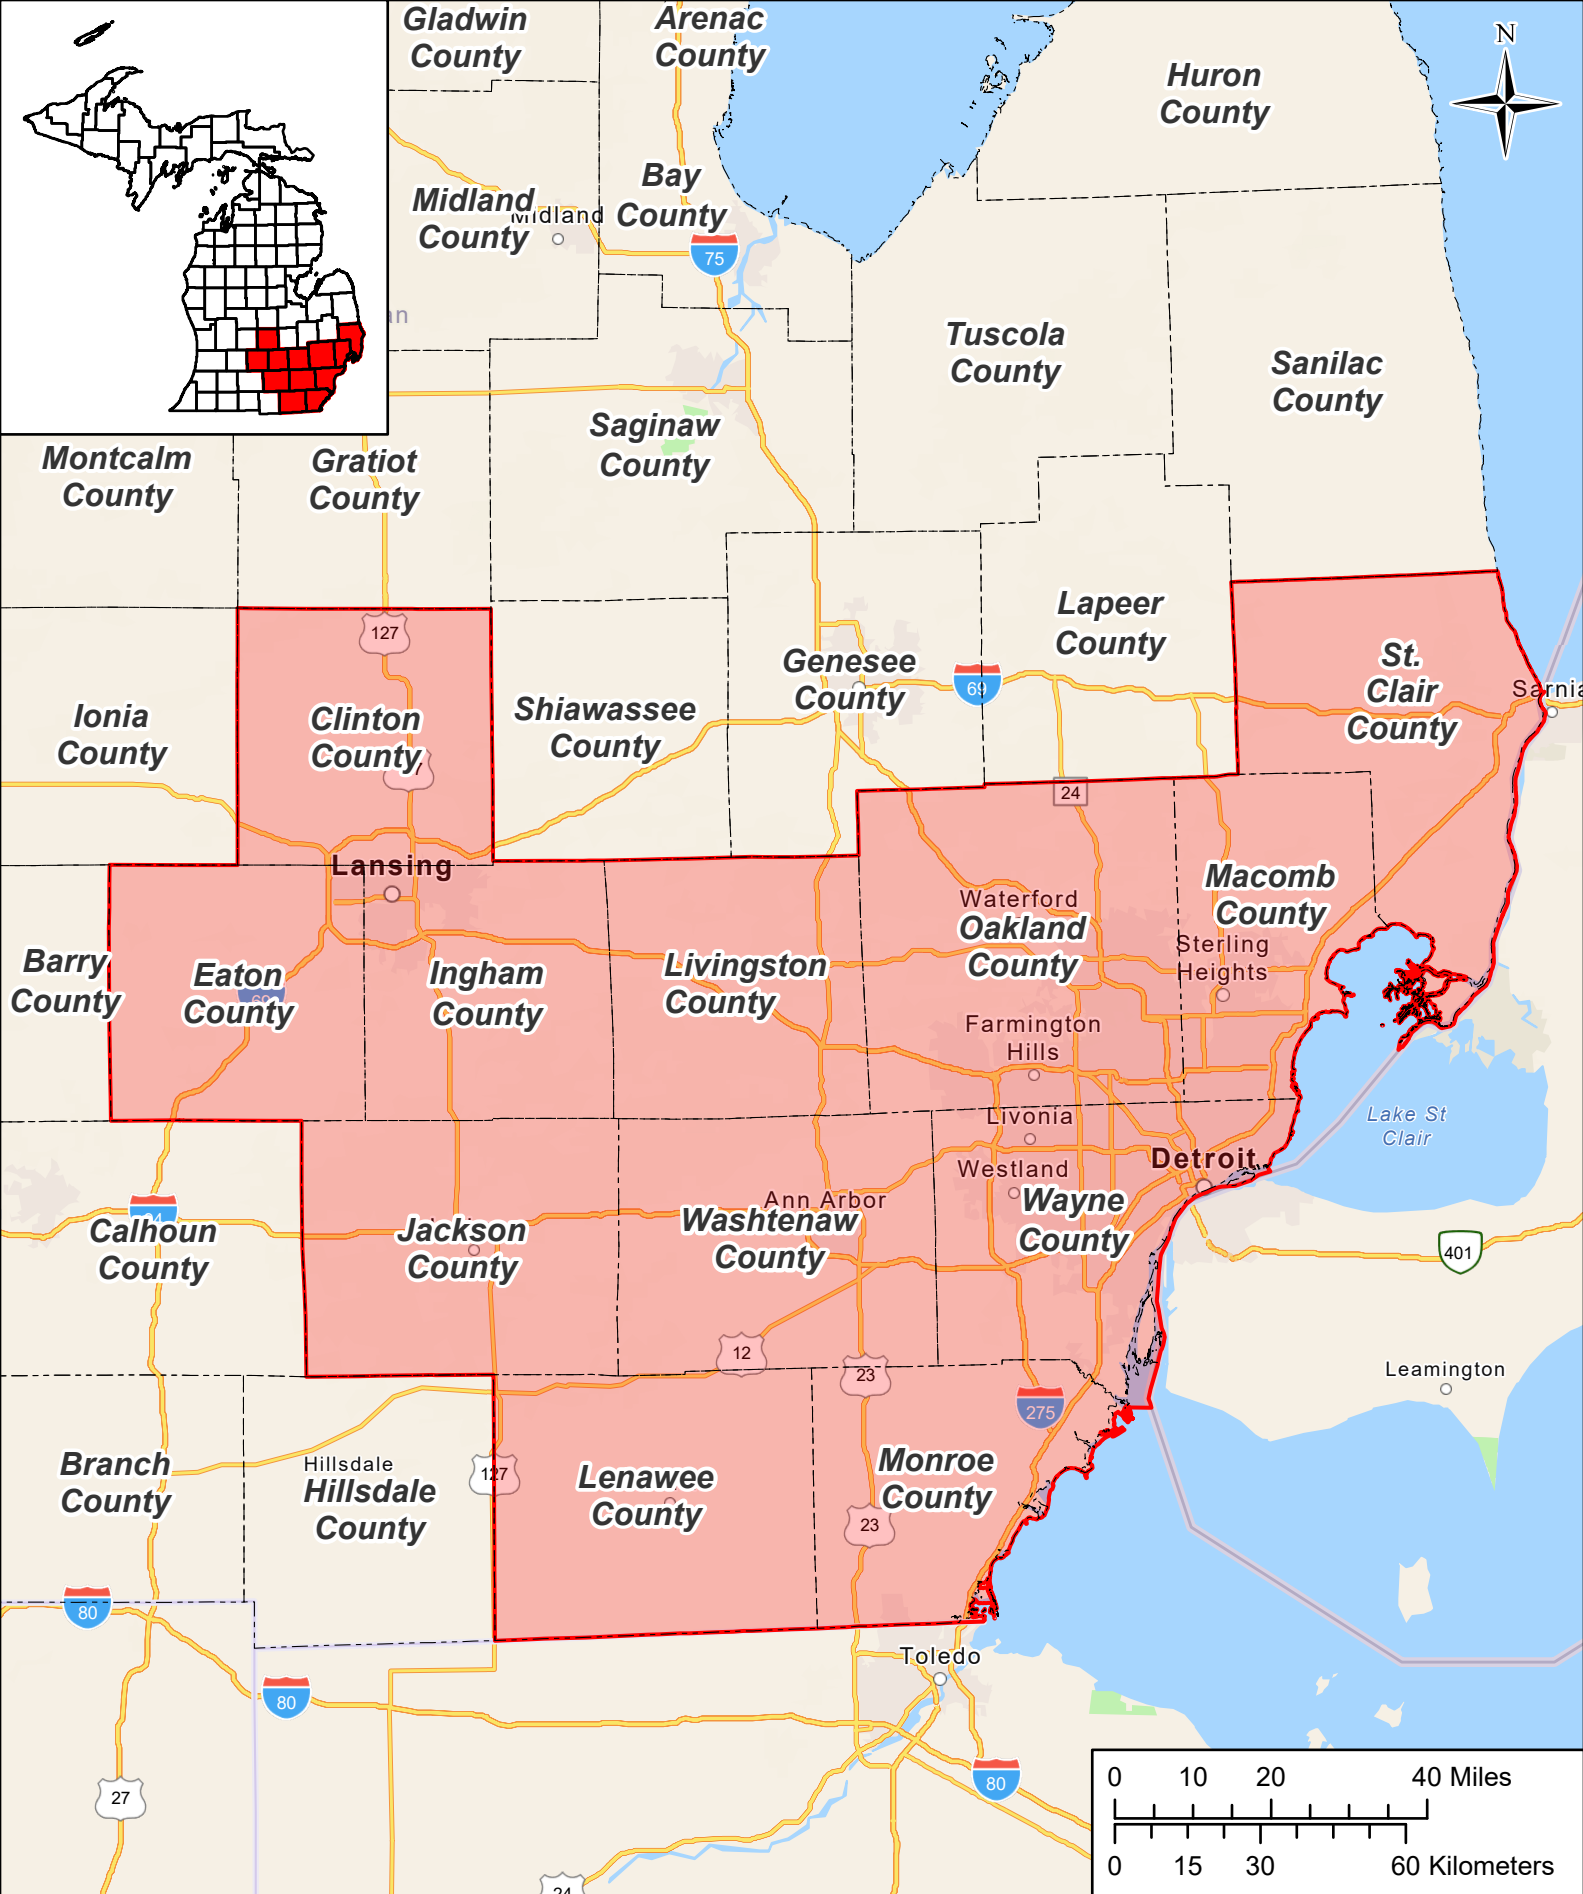 Gladwin
County
Arenac
County
Huron
County
N
Midland
County
Midland
Bay
County
75
Tuscola
County
Sanilac
County
Saginaw
County
Montcalm
County
Gratiot
County
127
Lapeer
County
Genesee
County
69
St.
Clair
County
Sarnia
Ionia
County
Clinton
County
Shiawassee
County
24
Lansing
Macomb
County
Waterford
Oakland
County
Sterling
Heights
Barry
County
Eaton
County
69
Ingham
County
Livingston
County
Farmington
Hills
Livonia
Lake St
Clair
Detroit
Westland
Wayne
County
Ann Arbor
Washtenaw
County
Calhoun
County
Jackson
County
401
12
23
Leamington
275
Branch
County
Hillsdale
Hillsdale
County
127
Lenawee
County
Monroe
County
23
80
Toledo
80
80
27
24
0 10 20 40 Miles
0 15 30 60 Kilometers